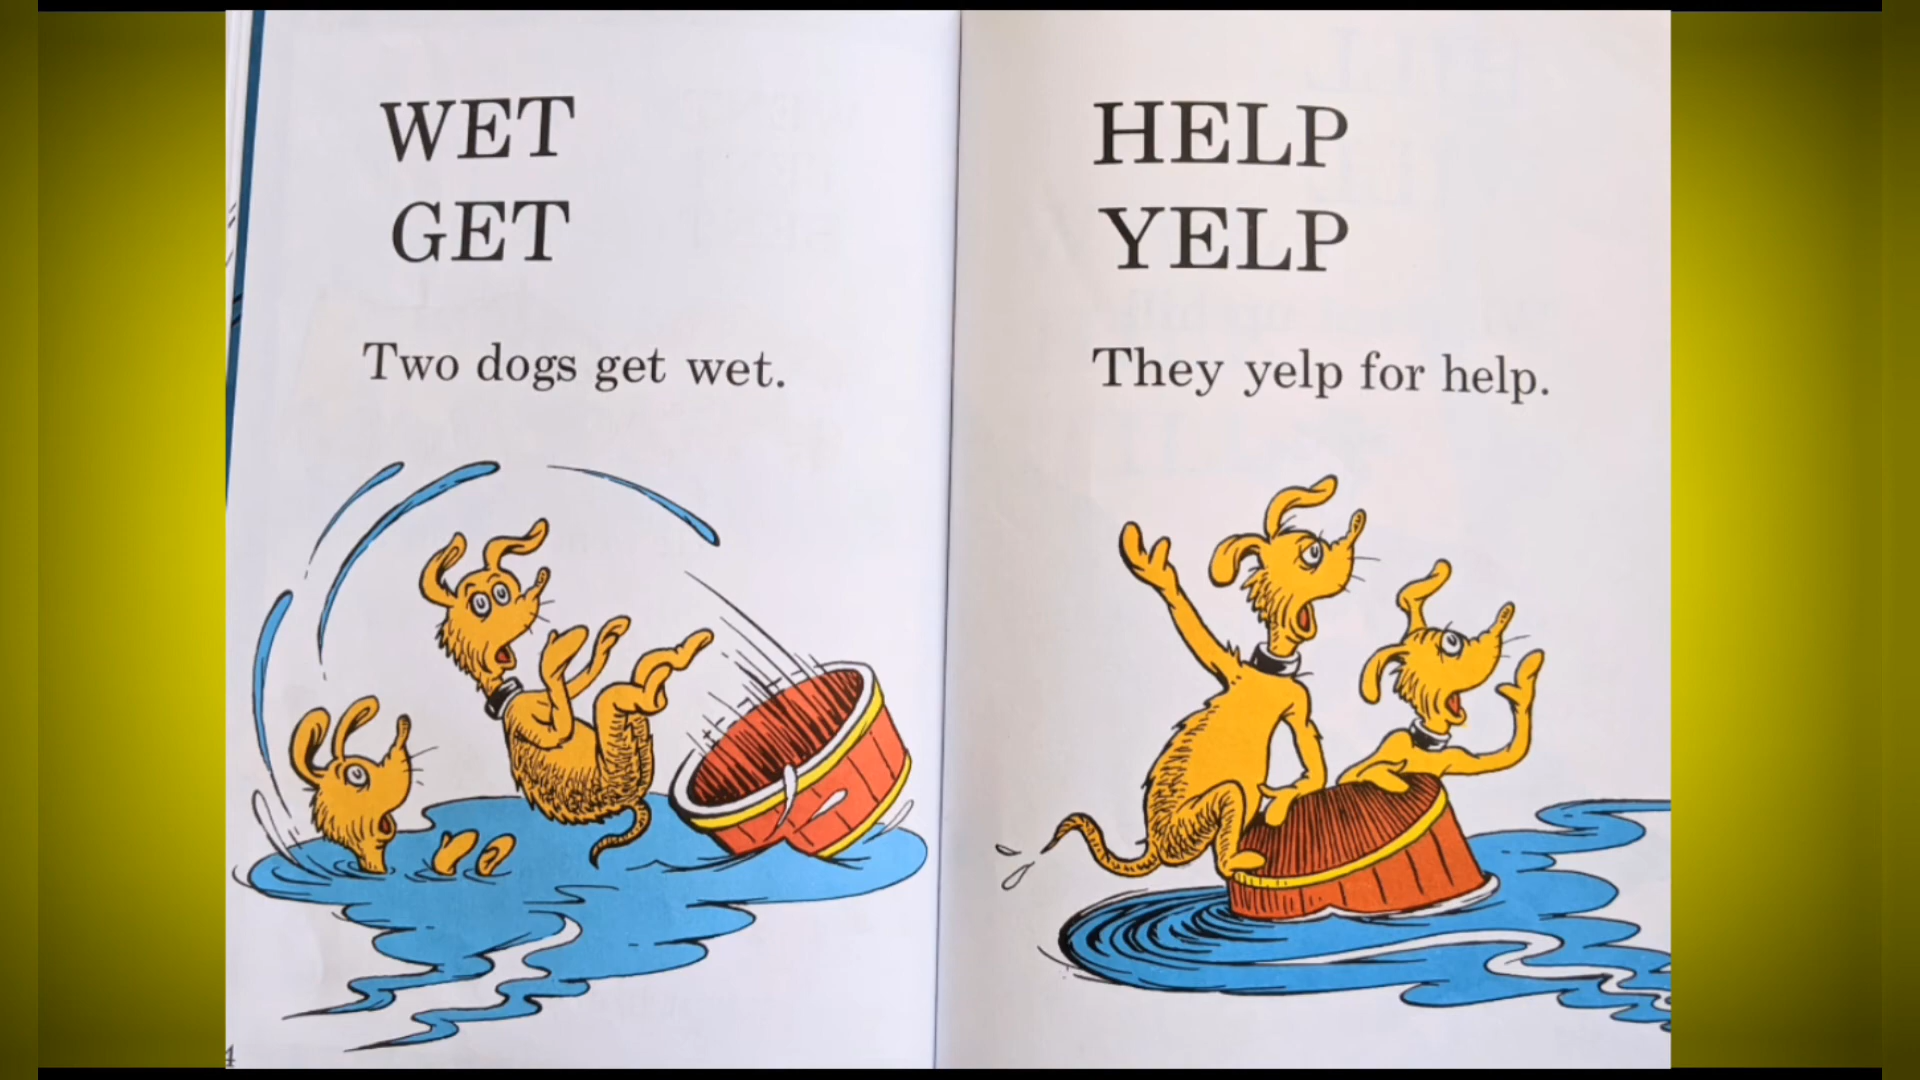 WET
GET
Two dogs get wet.
HELP
YELP
They yelp for help.